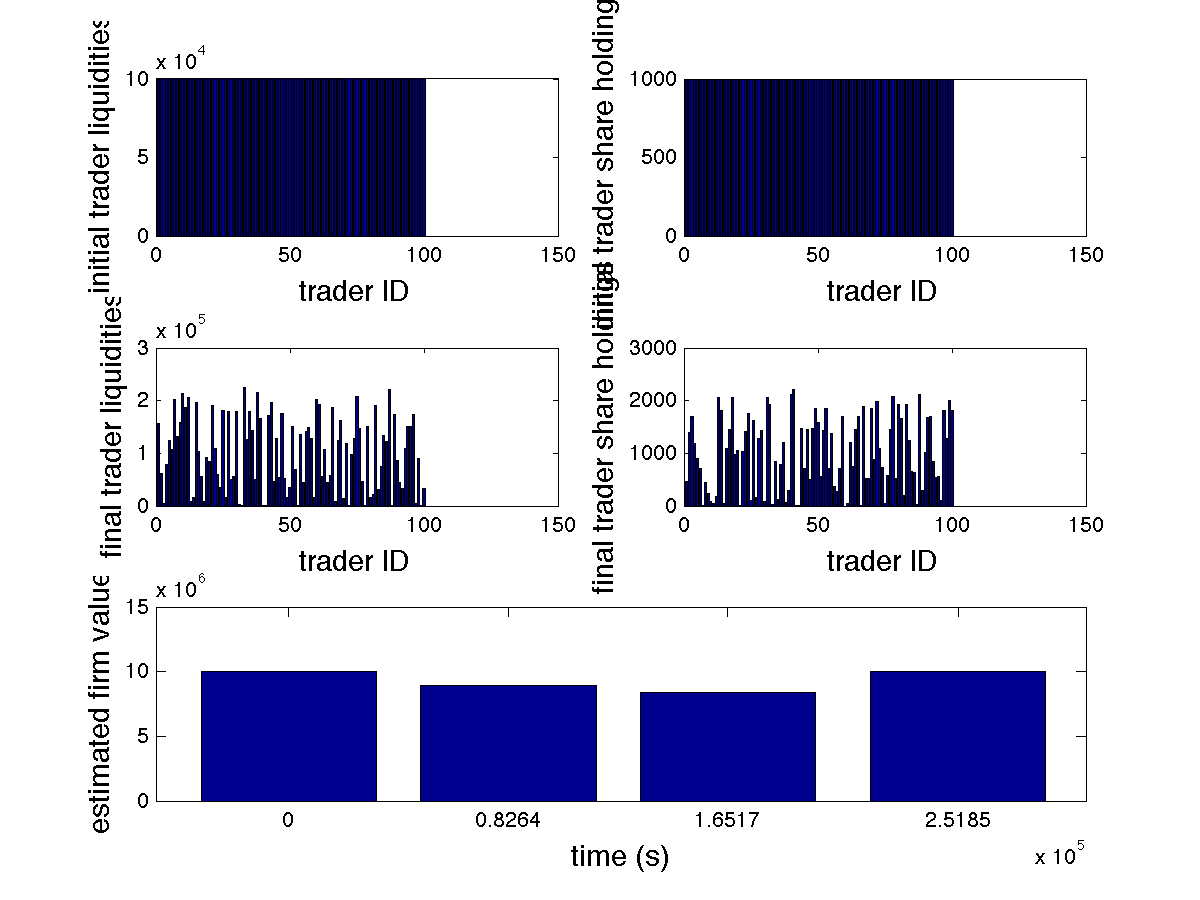 x 10^4
10
5
0
0 50 100 150
trader ID
initial trader liquidities
1000
500
0
0 50 100 150
trader ID
trader share holdings
x 10^5
3
2
1
0
0 50 100 150
trader ID
final trader liquidities
3000
2000
1000
0
0 50 100 150
trader ID
final trader share holdings
x 10^6
15
10
5
0
0 0.8264 1.6517 2.5185
x 10^5
time (s)
estimated firm value